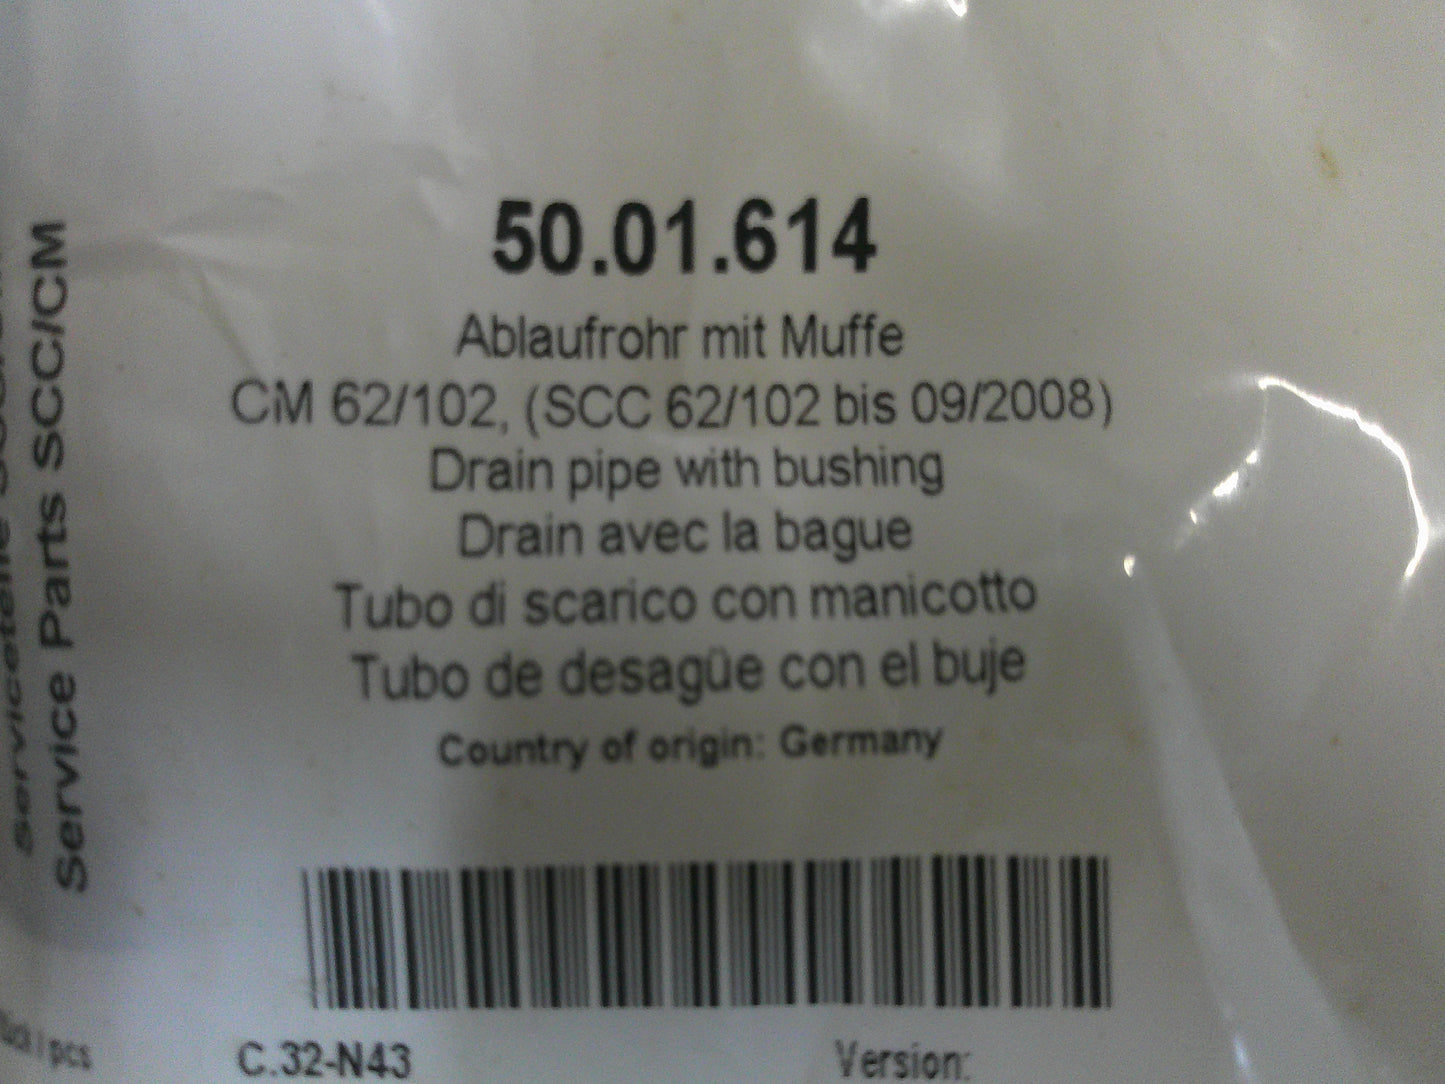 50.01.614
Ablaufrohr mit Muffe
CM 62/102, (SCC 62/102 bis 09/2008)
Drain pipe with bushing
Drain avec la bague
Tubo di scarico con manicotto
Tubo de desagüe con el buje
Country of origin: Germany
C.32-N43
Version:
Service Parts SCC/CM
/ pcs